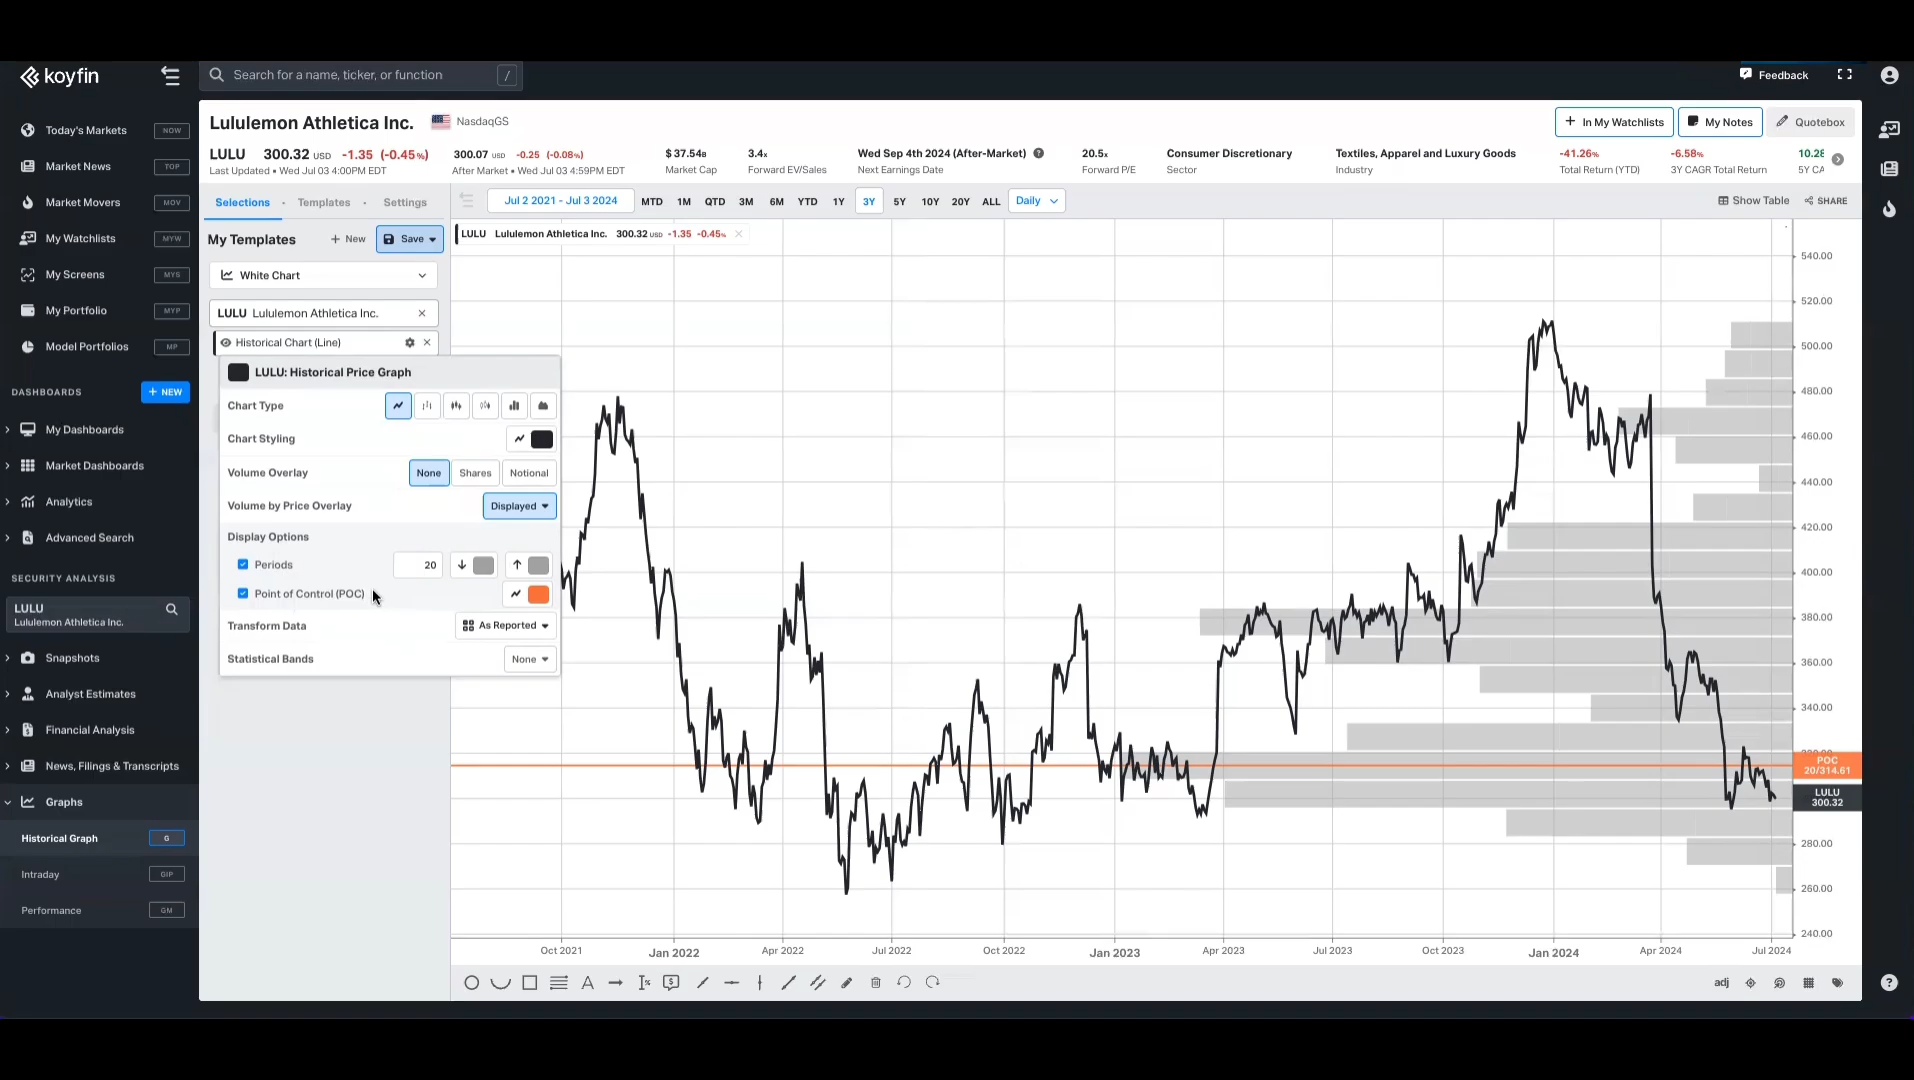 koyfin
Search for a name, ticker, or function /
Feedback
Today's Markets NOW
Market News TOP
Market Movers MOV
My Watchlists MYW
My Screens MYS
My Portfolio MYP
Model Portfolios MP
DASHBOARDS + NEW
My Dashboards
Market Dashboards
Analytics
Advanced Search
SECURITY ANALYSIS
LULU
Lululemon Athletica Inc.
Snapshots
Analyst Estimates
Financial Analysis
News, Filings & Transcripts
Graphs
Historical Graph G
Intraday GIP
Performance GM
Lululemon Athletica Inc. NasdaqGS
+ In My Watchlists My Notes Quotebox
LULU 300.32 USD -1.35 (-0.45%)
Last Updated • Wed Jul 03 4:00PM EDT
300.07 USD -0.25 (-0.08%)
After Market • Wed Jul 03 4:59PM EDT
$ 37.54B
Market Cap
3.4x
Forward EV/Sales
Wed Sep 4th 2024 (After-Market) ?
Next Earnings Date
20.5x
Forward P/E
Consumer Discretionary
Sector
Textiles, Apparel and Luxury Goods
Industry
-41.26%
Total Return (YTD)
-6.58%
3Y CAGR Total Return
10.28
5Y CA
Selections Templates Settings
Jul 2 2021 - Jul 3 2024 MTD 1M QTD 3M 6M YTD 1Y 3Y 5Y 10Y 20Y ALL Daily
Show Table SHARE
My Templates + New Save
White Chart
LULU Lululemon Athletica Inc.
Historical Chart (Line)
LULU: Historical Price Graph
Chart Type
Chart Styling
Volume Overlay None Shares Notional
Volume by Price Overlay Displayed
Display Options
Periods 20
Point of Control (POC)
Transform Data As Reported
Statistical Bands None
LULU Lululemon Athletica Inc. 300.32 USD -1.35 -0.45%
540.00
520.00
500.00
480.00
460.00
440.00
420.00
400.00
380.00
360.00
340.00
320.00
POC
20/314.61
LULU
300.32
280.00
260.00
240.00
Oct 2021 Jan 2022 Apr 2022 Jul 2022 Oct 2022 Jan 2023 Apr 2023 Jul 2023 Oct 2023 Jan 2024 Apr 2024 Jul 2024
A adj ?